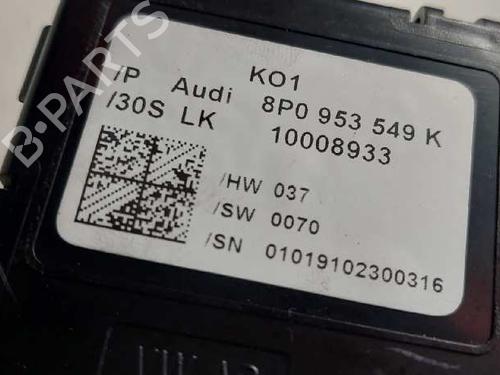 B-PARTS
KO1
/P Audi 8P0 953 549 K
/30S LK 10008933
/HW 037
/SW 0070
/SN 01019102300316